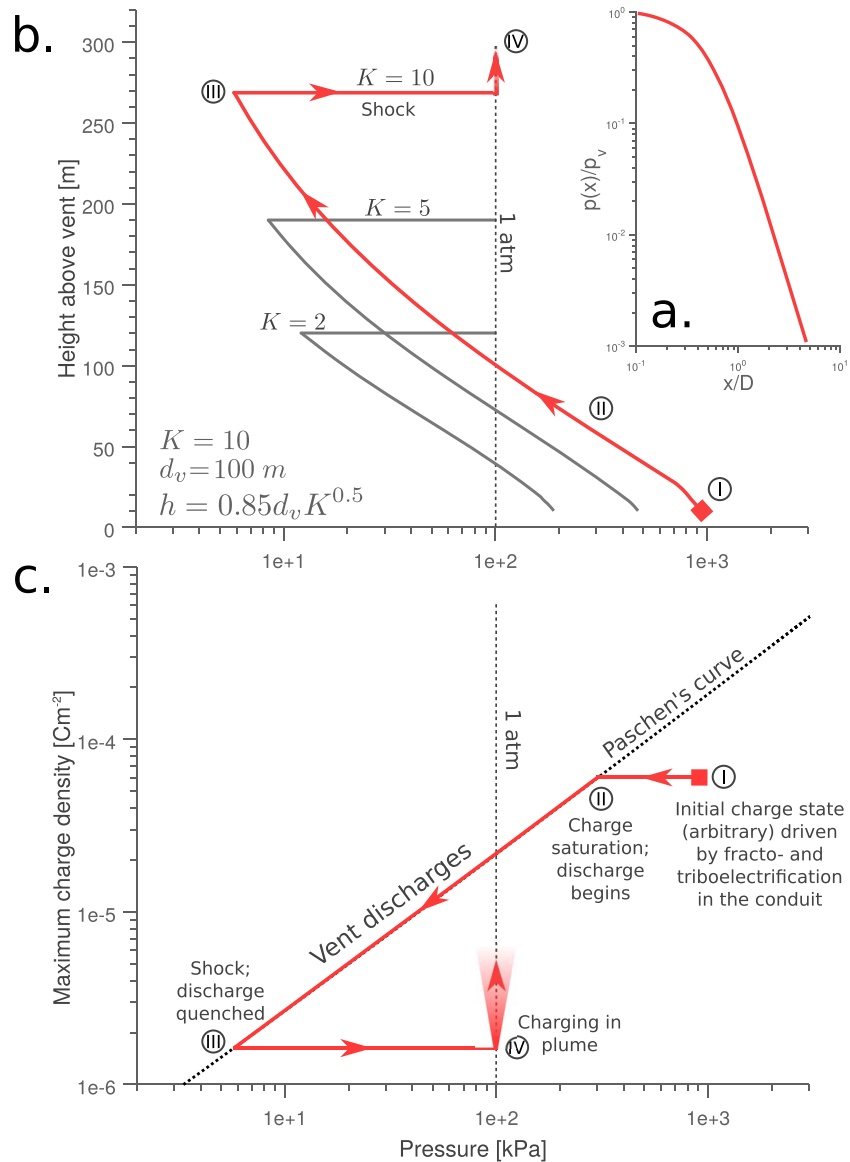 b.
300
250
200
150
100
50
0
Height above vent [m]
III
IV
K = 10
Shock
K = 5
K = 2
1 atm
II
I
K = 10
d_v = 100 m
h = 0.85d_vK^0.5
1e+1
1e+2
1e+3
10^0
10^-1
10^-2
10^-3
p(x)/p_v
a.
10^-1
10^0
10^1
x/D
c.
1e-3
1e-4
1e-5
1e-6
Maximum charge density [Cm^-2]
1 atm
Paschen's curve
I
Initial charge state
(arbitrary) driven
by fracto- and
triboelectrification
in the conduit
II
Charge
saturation;
discharge
begins
Vent discharges
Shock;
discharge
quenched
III
Charging in
plume
IV
1e+1
1e+2
1e+3
Pressure [kPa]